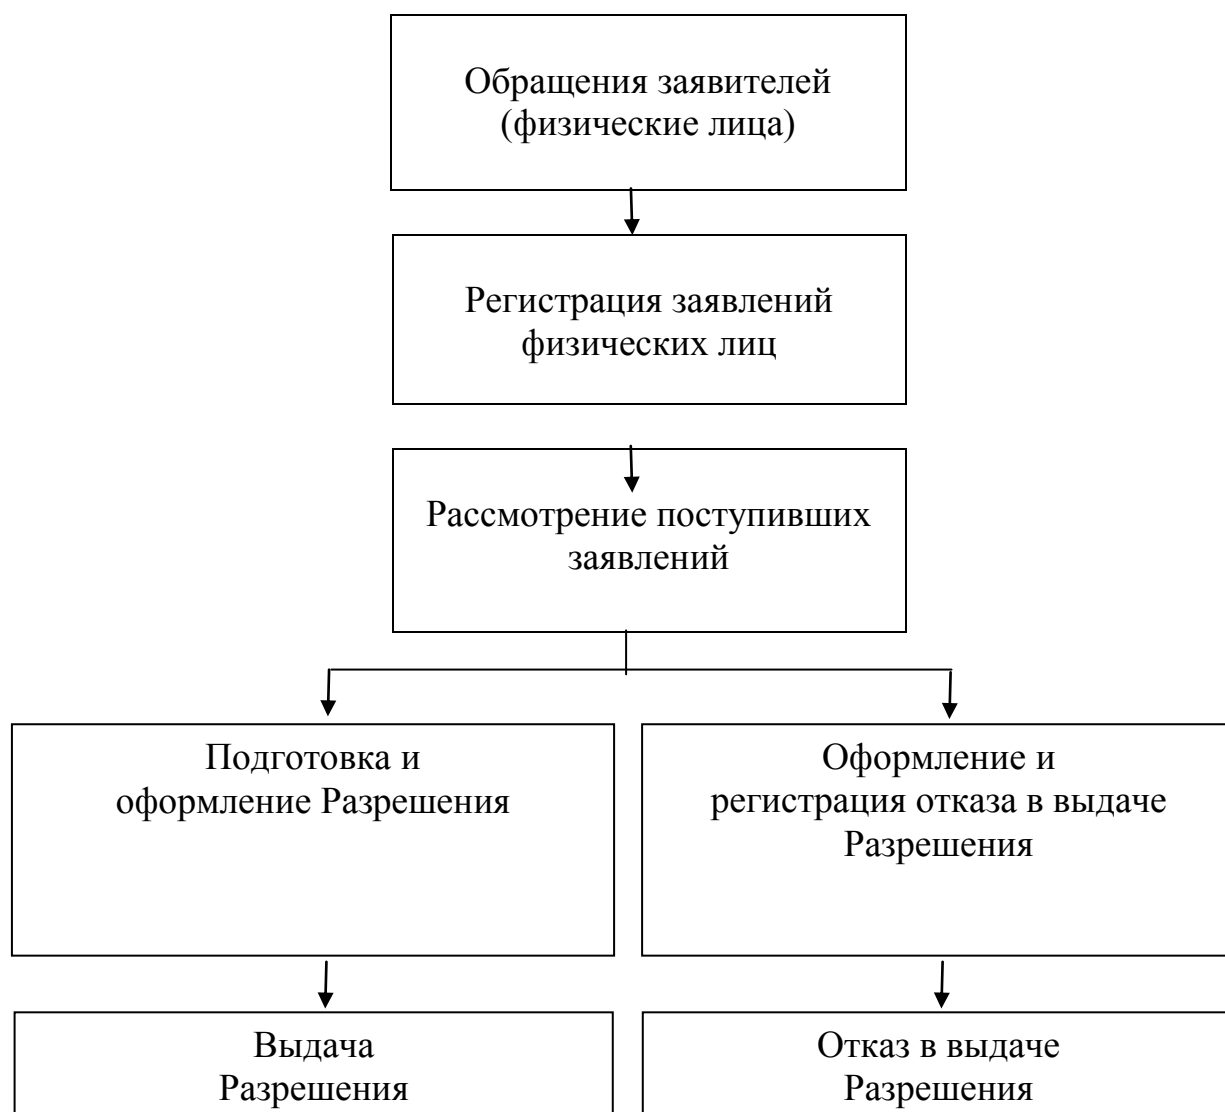 Обращения заявителей
(физические лица)
Регистрация заявлений
физических лиц
Рассмотрение поступивших
заявлений
Подготовка и
оформление Разрешения
Оформление и
регистрация отказа в выдаче
Разрешения
Выдача
Разрешения
Отказ в выдаче
Разрешения